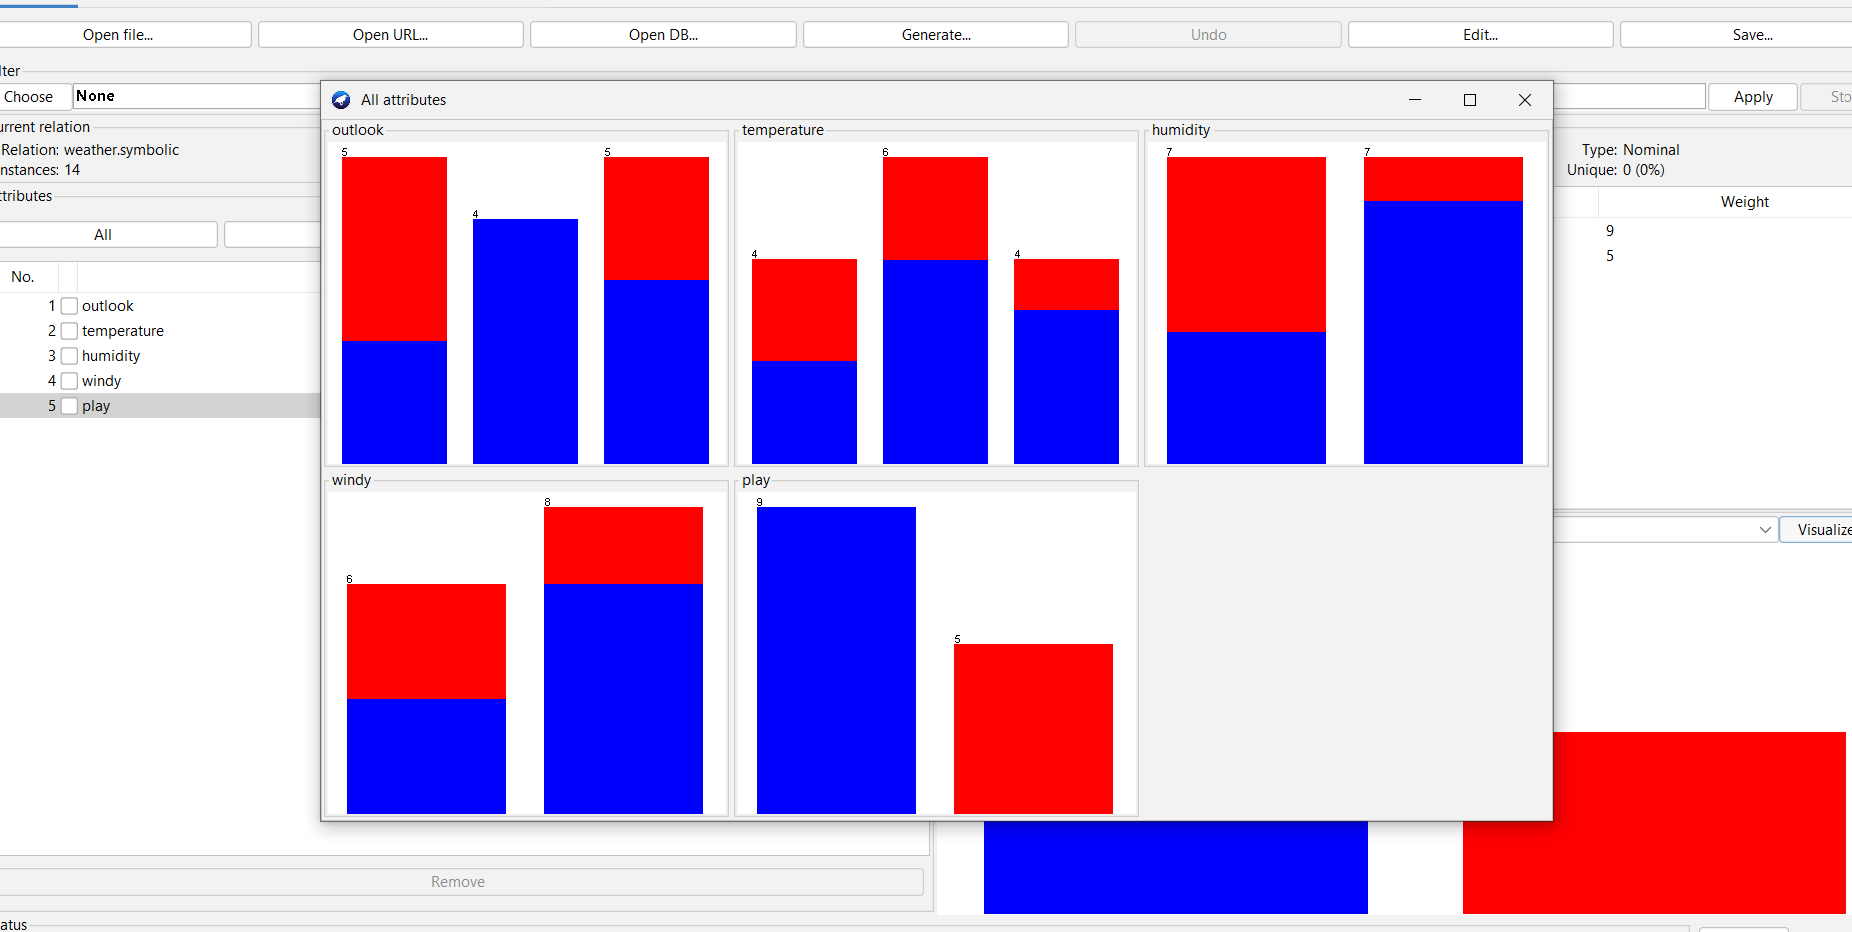 Open file... Open URL... Open DB... Generate... Undo Edit... Save...
lter
Choose None Apply Sto
All attributes
urrent relation
Relation: weather.symbolic
nstances: 14
Type: Nominal
Unique: 0 (0%)
ttributes
All
No.
1 outlook
2 temperature
3 humidity
4 windy
5 play
outlook
5
4
5
temperature
4
6
4
humidity
7
7
windy
6
8
play
9
5
Weight
9
5
Visualize
Remove
atus